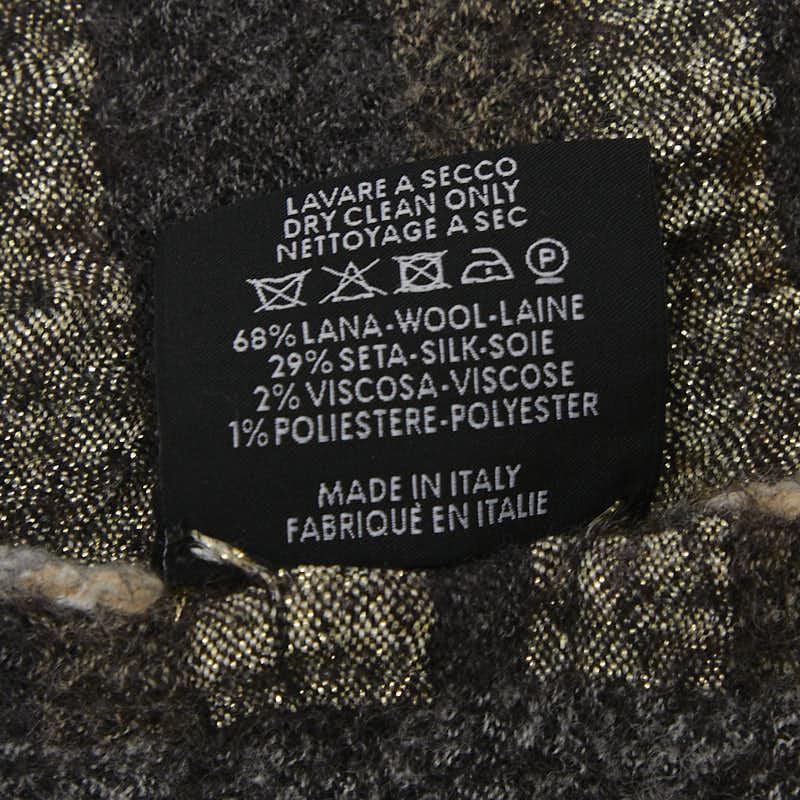 LAVARE A SECCO
DRY CLEAN ONLY
NETTOYAGE A SEC
P
68% LANA-WOOL-LAINE
29% SETA-SILK-SOIE
2% VISCOSA-VISCOSE
1% POLIESTERE-POLYESTER
MADE IN ITALY
FABRIQUÈ EN ITALIE